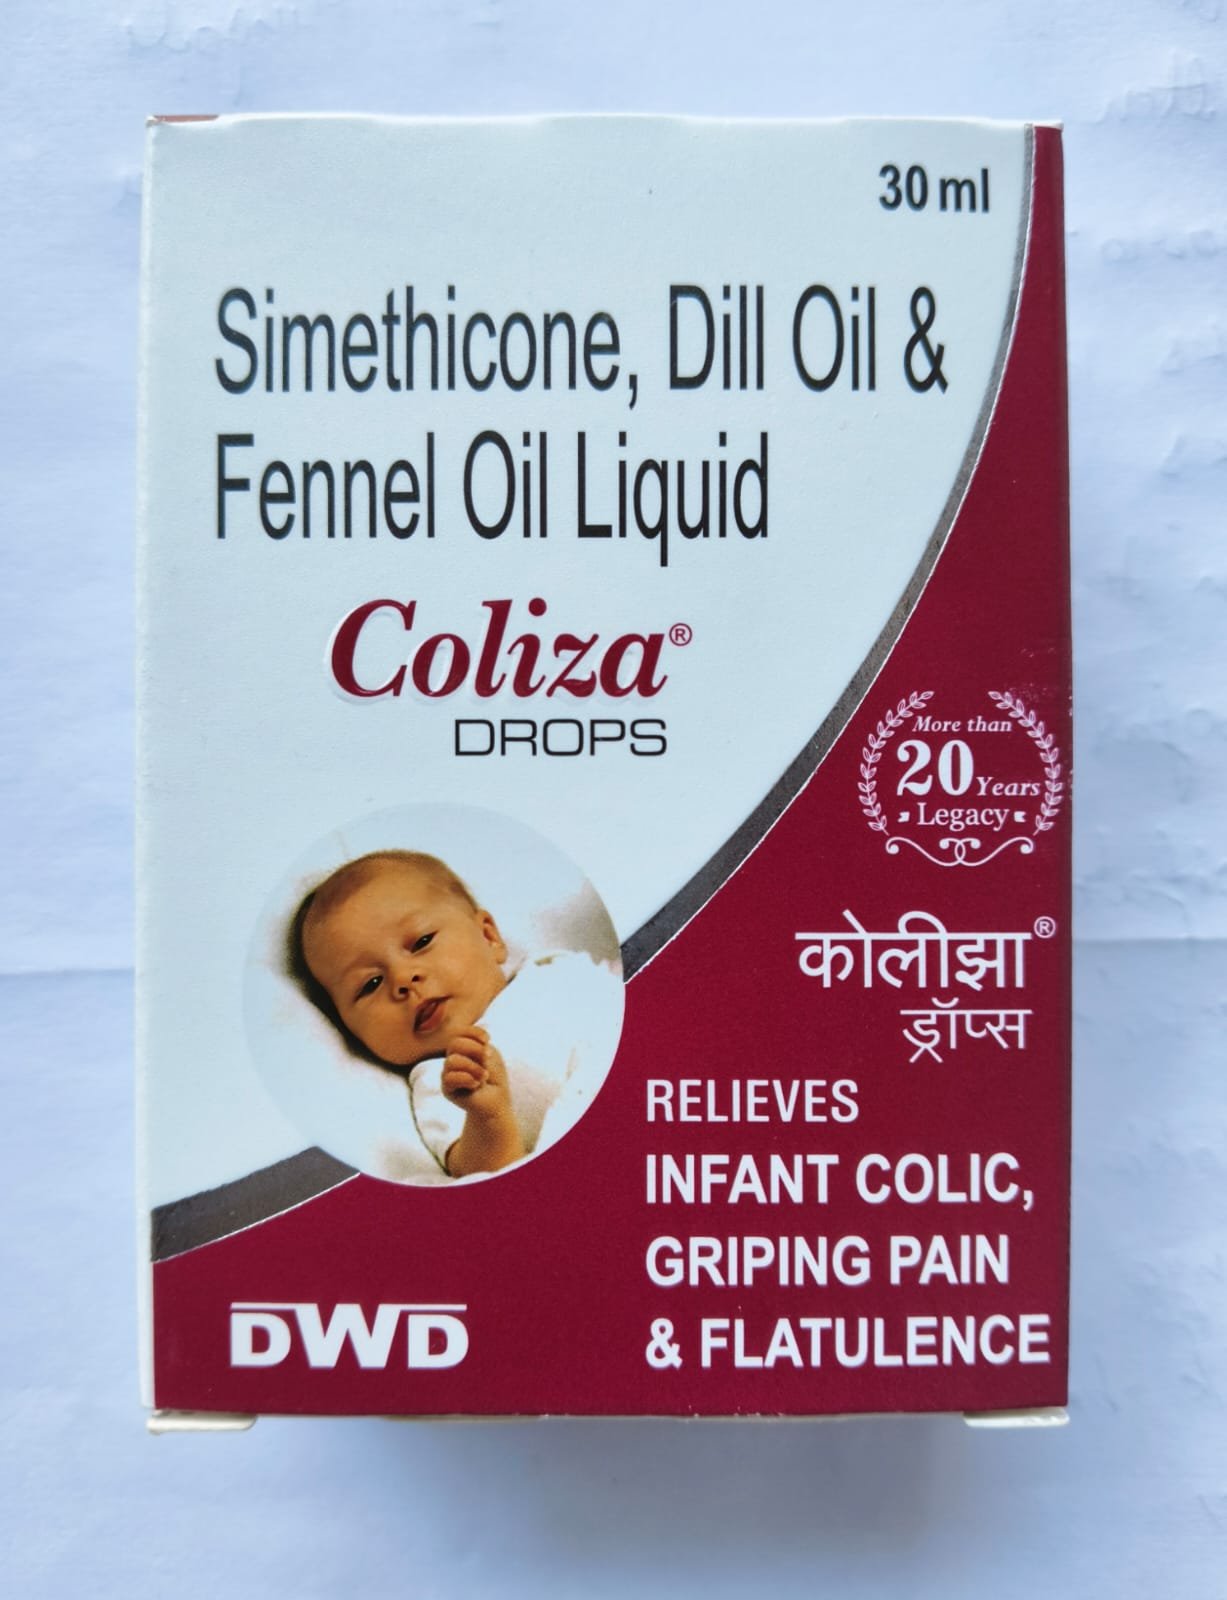 30 ml
Simethicone, Dill Oil &
Fennel Oil Liquid
Coliza®
DROPS
More than
20 Years
Legacy
कोलीझा®
ड्रॉप्स
RELIEVES
INFANT COLIC,
GRIPING PAIN
& FLATULENCE
DWD